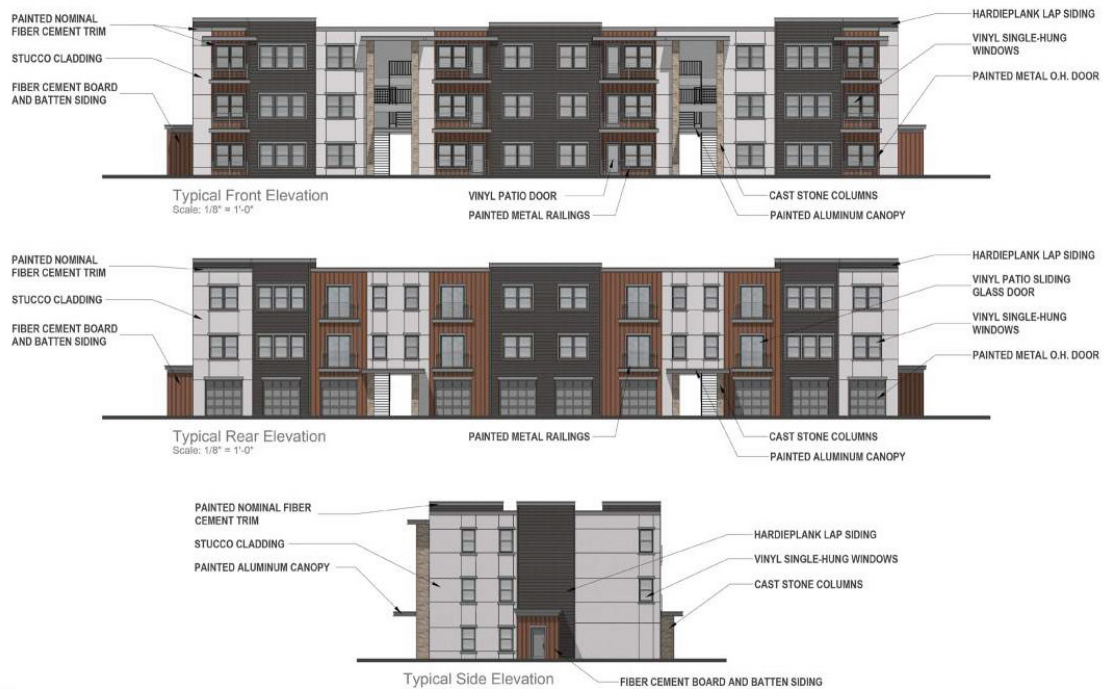 PAINTED NOMINAL
FIBER CEMENT TRIM
STUCCO CLADDING
FIBER CEMENT BOARD
AND BATTEN SIDING
HARDIEPLANK LAP SIDING
VINYL SINGLE-HUNG
WINDOWS
PAINTED METAL O.H. DOOR
Typical Front Elevation
Scale: 1/8" = 1'-0"
VINYL PATIO DOOR
PAINTED METAL RAILINGS
CAST STONE COLUMNS
PAINTED ALUMINUM CANOPY
PAINTED NOMINAL
FIBER CEMENT TRIM
STUCCO CLADDING
FIBER CEMENT BOARD
AND BATTEN SIDING
HARDIEPLANK LAP SIDING
VINYL PATIO SLIDING
GLASS DOOR
VINYL SINGLE-HUNG
WINDOWS
PAINTED METAL O.H. DOOR
Typical Rear Elevation
Scale: 1/8" = 1'-0"
PAINTED METAL RAILINGS
CAST STONE COLUMNS
PAINTED ALUMINUM CANOPY
PAINTED NOMINAL FIBER
CEMENT TRIM
STUCCO CLADDING
PAINTED ALUMINUM CANOPY
HARDIEPLANK LAP SIDING
VINYL SINGLE-HUNG WINDOWS
CAST STONE COLUMNS
Typical Side Elevation
FIBER CEMENT BOARD AND BATTEN SIDING